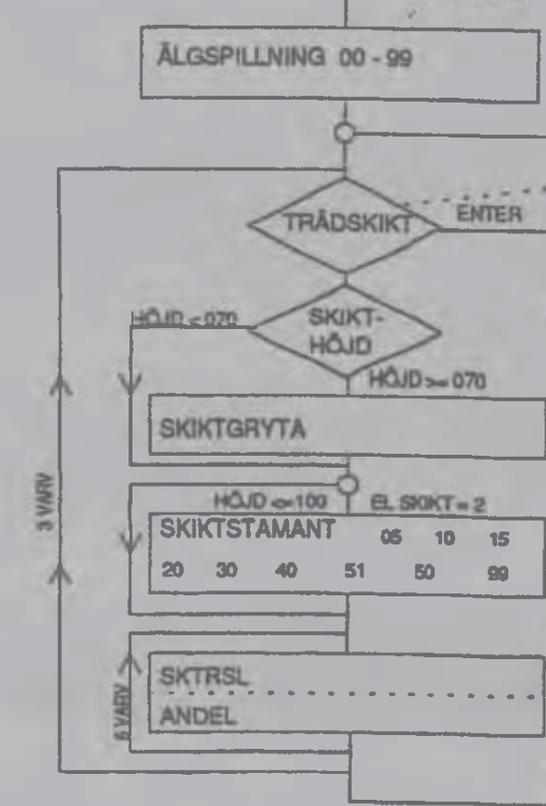 ÄLGSPILLNING 00 - 99
TRÄDSKIKT
ENTER
HÖJD < 070
SKIKT-
HÖJD
HÖJD >= 070
SKIKTGRYTA
3 VARV
HÖJD <=100
EL SKIKT = 2
SKIKTSTAMANT 05 10 15
20 30 40 51 50 99
SKTRSL
ANDEL
VARV